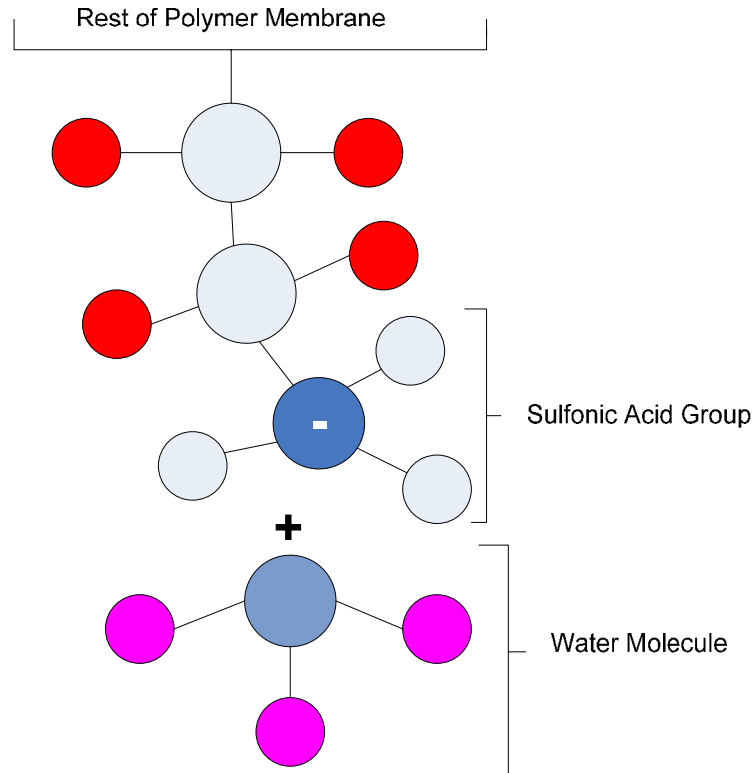 Rest of Polymer Membrane
Sulfonic Acid Group
-
+
Water Molecule